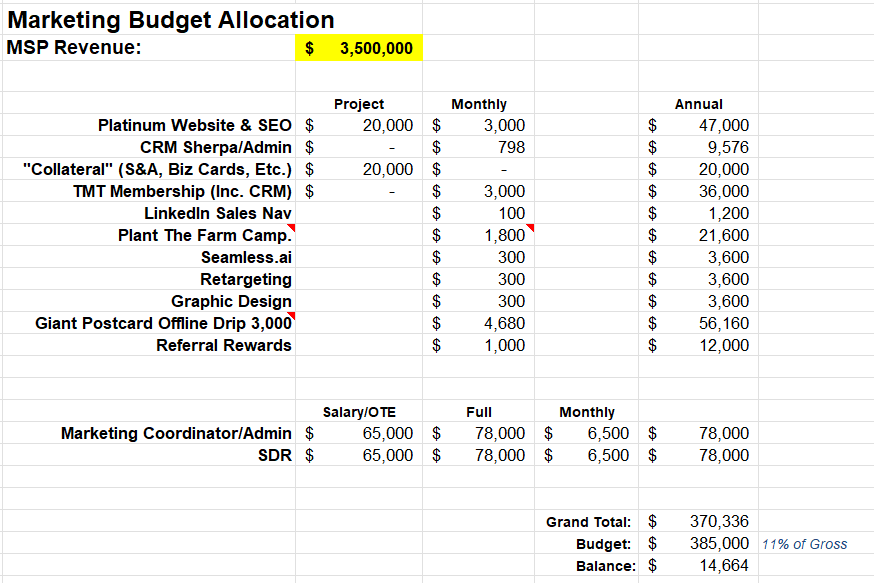 Marketing Budget Allocation
MSP Revenue: $ 3,500,000
Project Monthly Annual
Platinum Website & SEO $ 20,000 $ 3,000 $ 47,000
CRM Sherpa/Admin $ - $ 798 $ 9,576
"Collateral" (S&A, Biz Cards, Etc.) $ 20,000 $ - $ 20,000
TMT Membership (Inc. CRM) $ - $ 3,000 $ 36,000
LinkedIn Sales Nav $ 100 $ 1,200
Plant The Farm Camp. $ 1,800 $ 21,600
Seamless.ai $ 300 $ 3,600
Retargeting $ 300 $ 3,600
Graphic Design $ 300 $ 3,600
Giant Postcard Offline Drip 3,000 $ 4,680 $ 56,160
Referral Rewards $ 1,000 $ 12,000
Salary/OTE Full Monthly
Marketing Coordinator/Admin $ 65,000 $ 78,000 $ 6,500 $ 78,000
SDR $ 65,000 $ 78,000 $ 6,500 $ 78,000
Grand Total: $ 370,336
Budget: $ 385,000 11% of Gross
Balance: $ 14,664